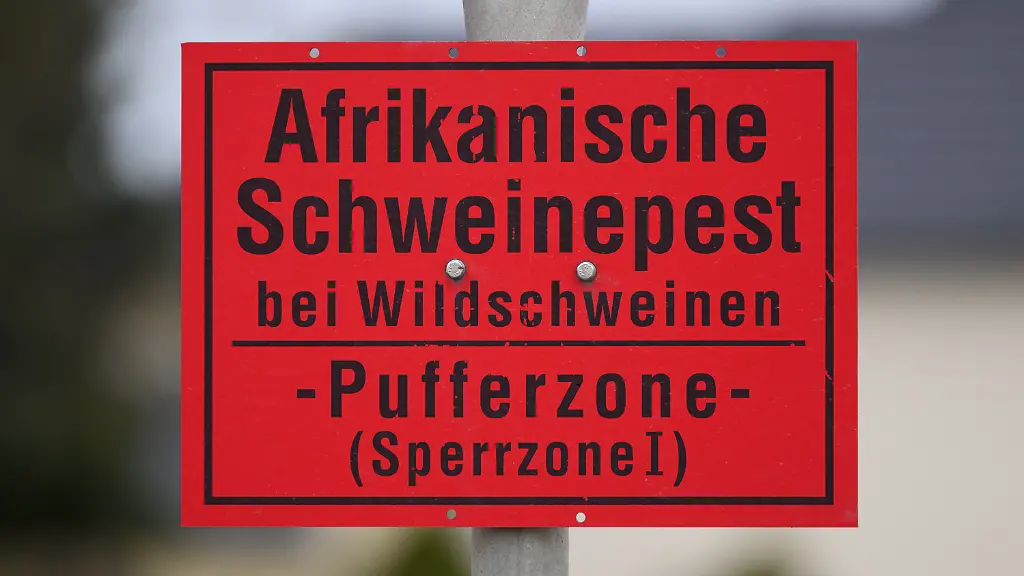 Afrikanische
Schweinepest
bei Wildschweinen
-Pufferzone-
(Sperrzone I)